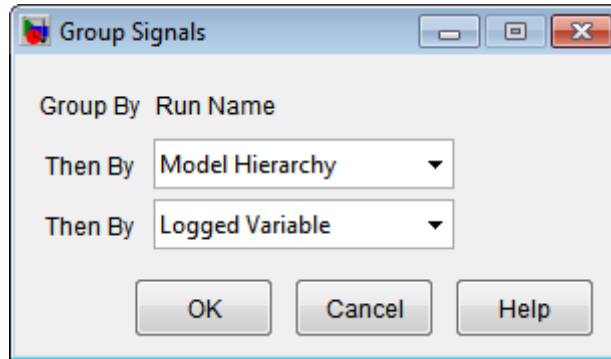 Group Signals
Group By Run Name
Then By Model Hierarchy
Then By Logged Variable
OK Cancel Help